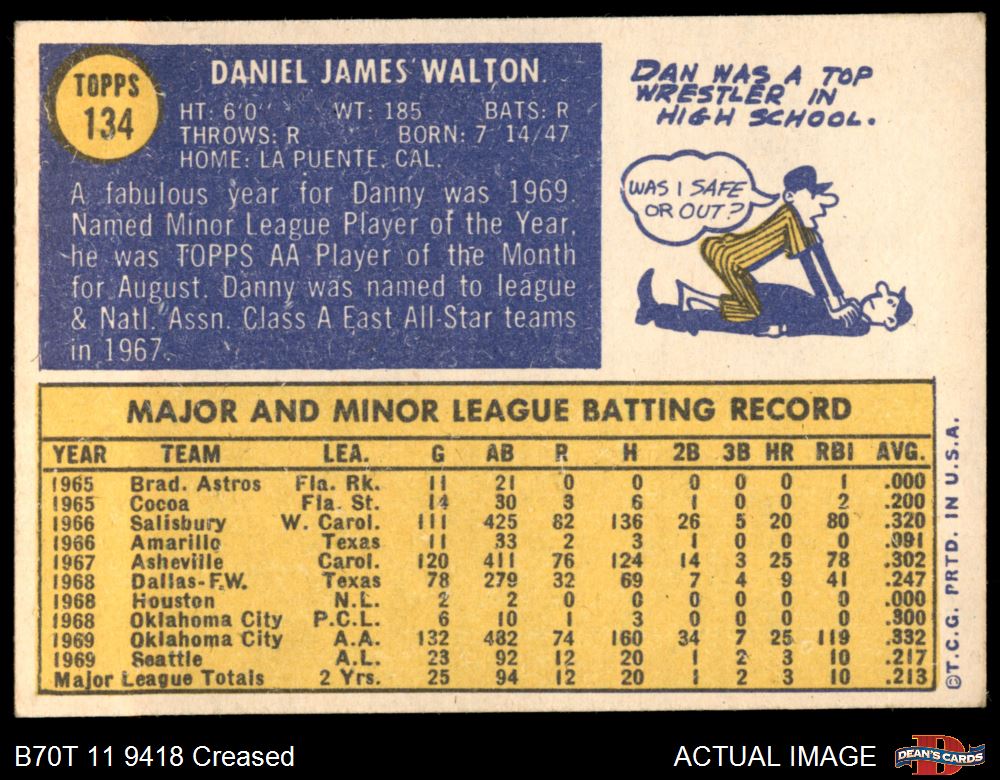 TOPPS
134
DANIEL JAMES WALTON
HT: 6'0" WT: 185 BATS: R
THROWS: R BORN: 7 14/47
HOME: LA PUENTE, CAL.
A fabulous year for Danny was 1969.
Named Minor League Player of the Year,
he was TOPPS AA Player of the Month
for August. Danny was named to league
& Natl. Assn. Class A East All-Star teams
in 1967.
DAN WAS A TOP
WRESTLER IN
HIGH SCHOOL.
WAS I SAFE
OR OUT?
MAJOR AND MINOR LEAGUE BATTING RECORD
YEAR TEAM LEA. G AB R H 2B 3B HR RBI AVG.
1965 Brad. Astros Fla. Rk. 11 21 0 0 0 0 0 1 .000
1965 Cocoa Fla. St. 14 30 3 6 1 0 0 2 .200
1966 Salisbury W. Carol. 111 425 82 136 26 5 20 80 .320
1966 Amarillo Texas 11 33 2 3 1 0 0 0 .091
1967 Asheville Carol. 120 411 76 124 14 3 25 78 .302
1968 Dallas-F.W. Texas 78 279 32 69 7 4 9 41 .247
1968 Houston N.L. 2 2 0 0 0 0 0 0 .000
1968 Oklahoma City P.C.L. 6 10 1 3 0 0 0 0 .300
1969 Oklahoma City A.A. 132 482 74 160 34 7 25 119 .332
1969 Seattle A.L. 23 92 12 20 1 2 3 10 .217
Major League Totals 2 Yrs. 25 94 12 20 1 2 3 10 .213
©T.C.G. PRTD. IN U.S.A.
B70T 11 9418 Creased
ACTUAL IMAGE
DEAN'S CARDS